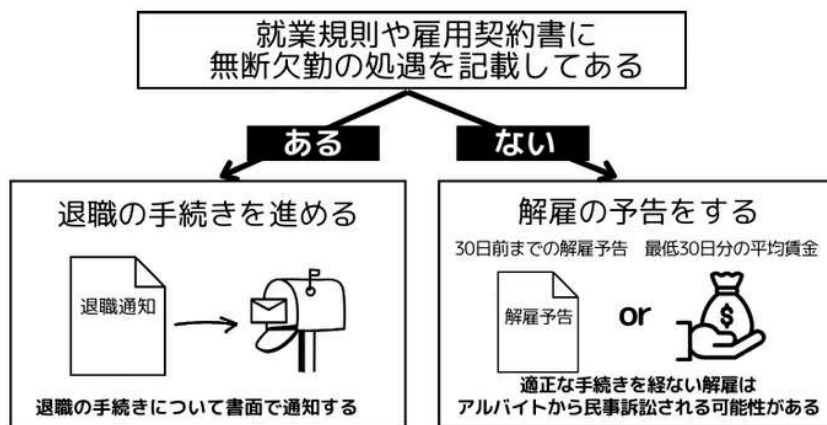 就業規則や雇用契約書に
無断欠勤の処遇を記載してある
ある
ない
退職の手続きを進める
退職通知
退職の手続きについて書面で通知する
解雇の予告をする
30日前までの解雇予告 最低30日分の平均賃金
解雇予告
or
$
適正な手続きを経ない解雇は
アルバイトから民事訴訟される可能性がある